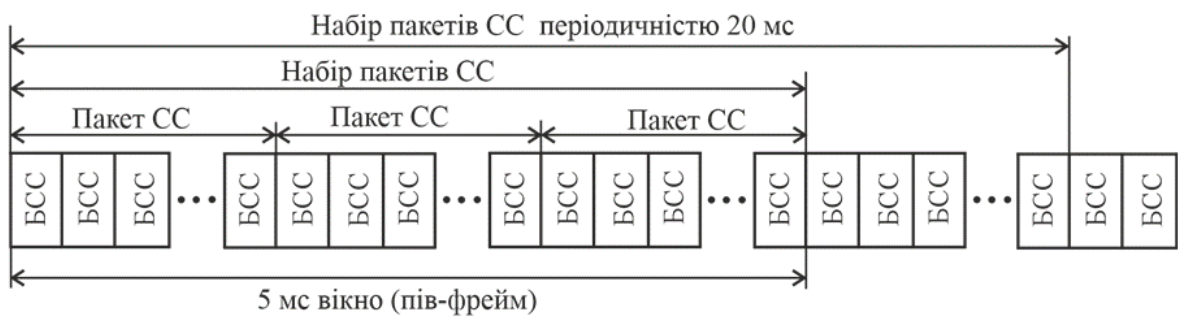 Набір пакетів СС періодичністю 20 мс
Набір пакетів СС
Пакет СС Пакет СС Пакет СС
БСС БСС БСС ••• БСС БСС БСС БСС ••• БСС БСС БСС БСС ••• БСС БСС БСС БСС ••• БСС БСС БСС
5 мс вікно (пів-фрейм)